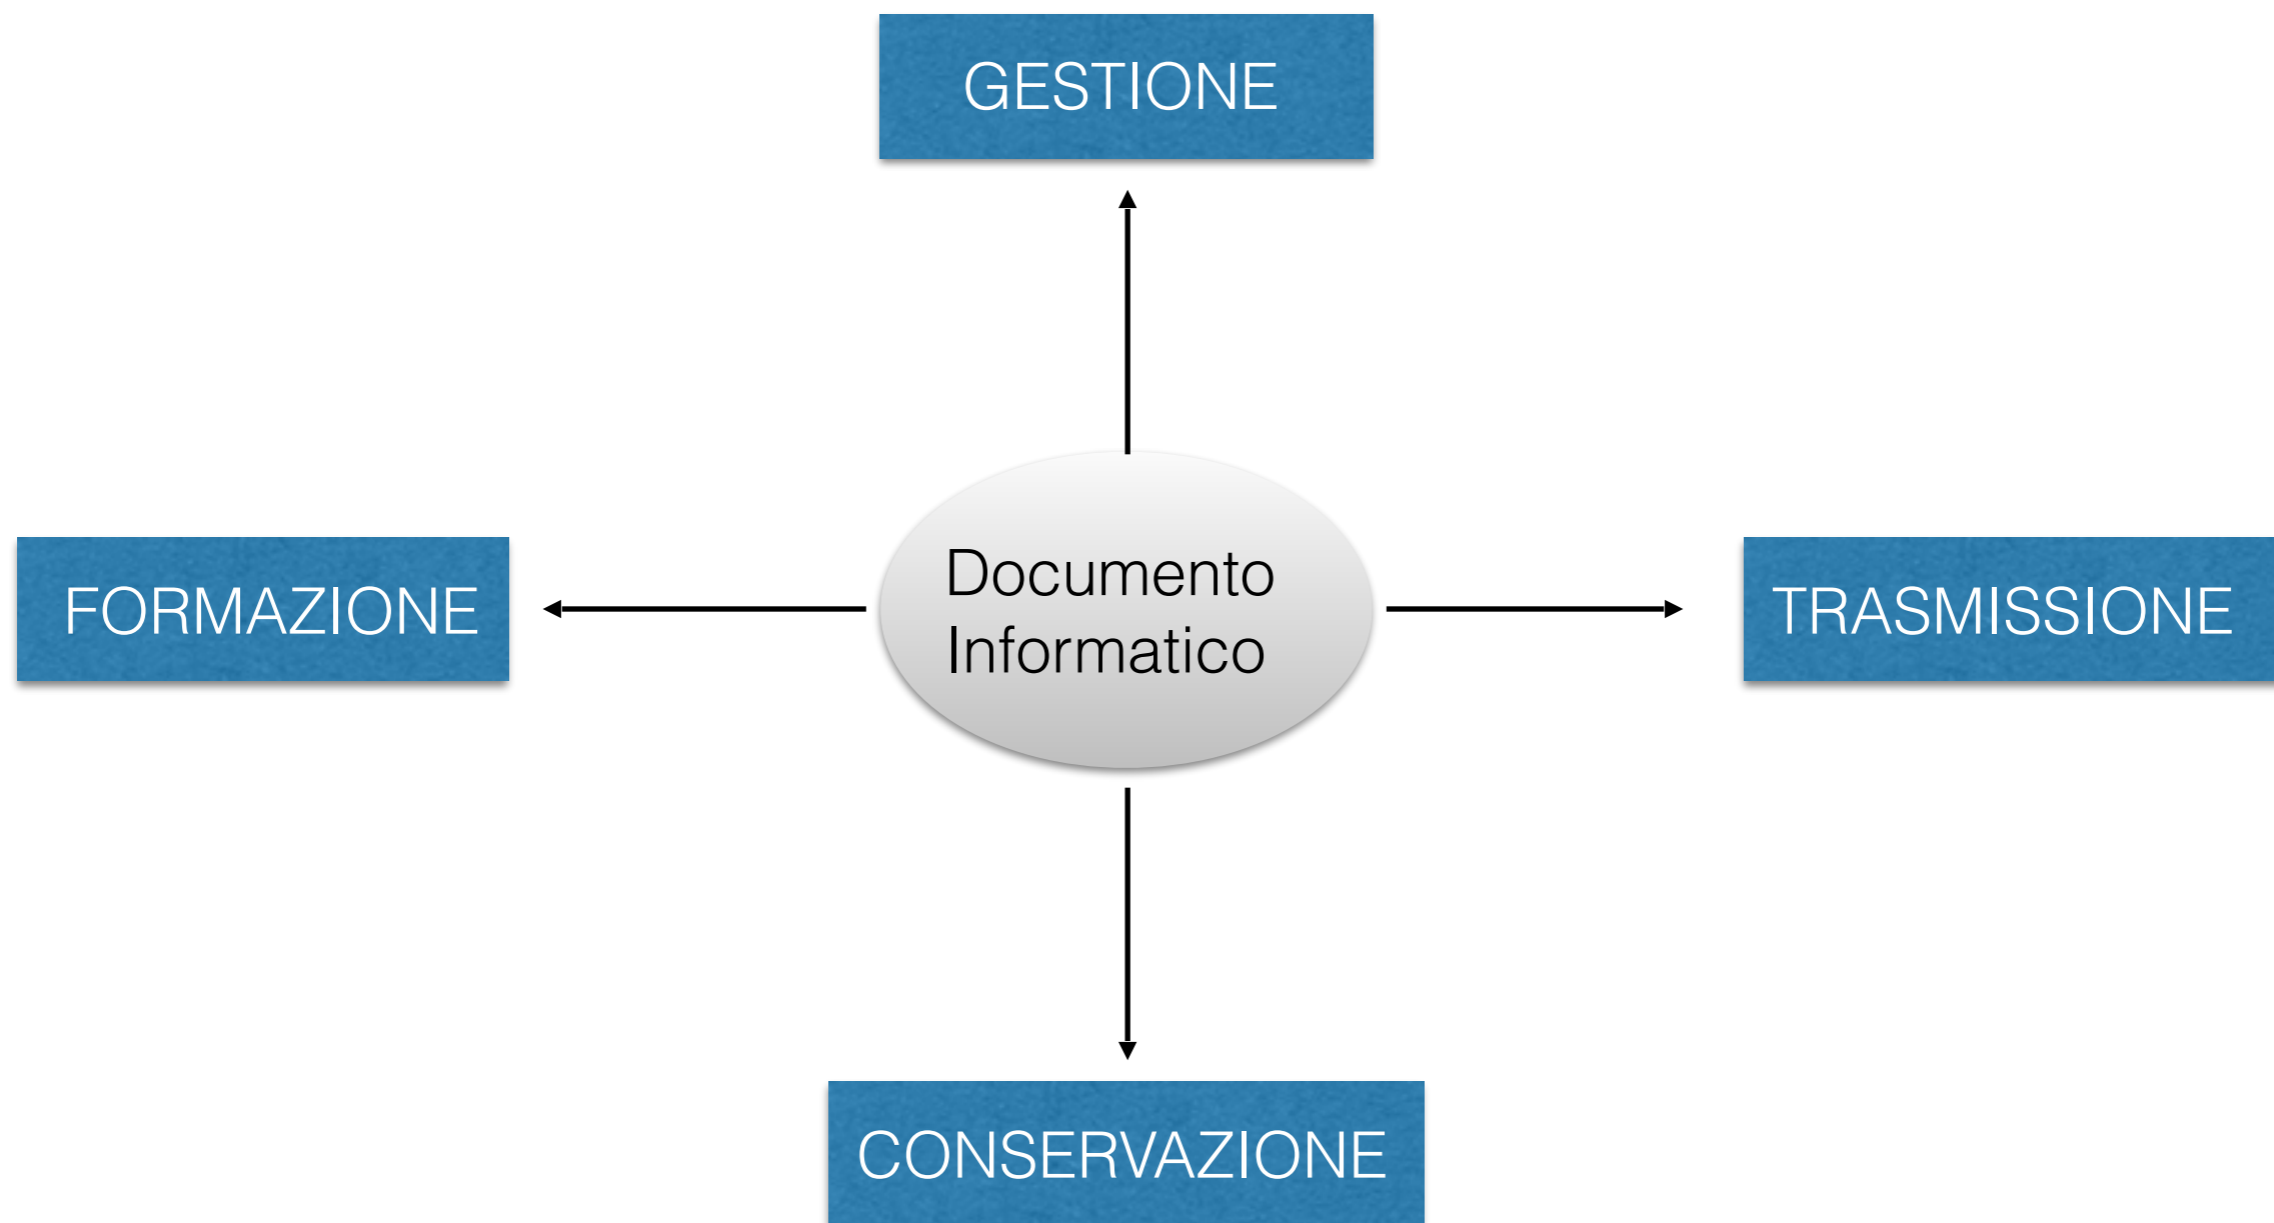 GESTIONE
FORMAZIONE
Documento
Informatico
TRASMISSIONE
CONSERVAZIONE